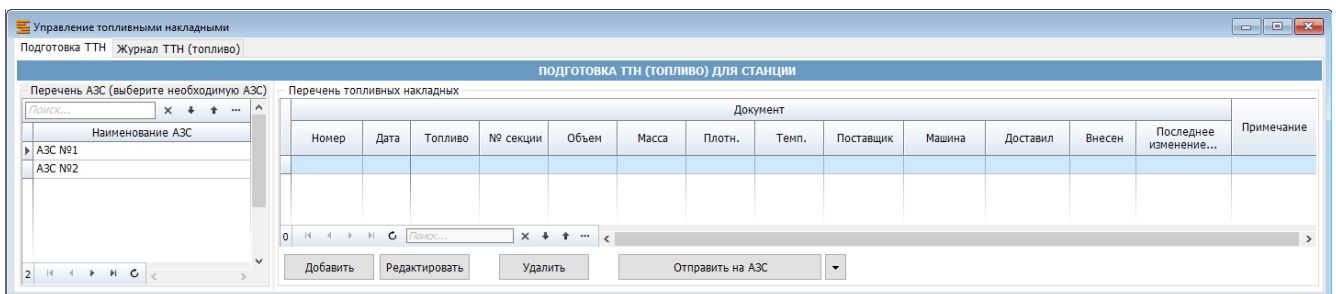 Управление топливными накладными
Подготовка ТТН Журнал ТТН (топливо)
ПОДГОТОВКА ТТН (ТОПЛИВО) ДЛЯ СТАНЦИИ
Перечень АЗС (выберите необходимую АЗС)
Поиск...
Наименование АЗС
АЗС №1
АЗС №2
2
Перечень топливных накладных
Документ
Номер Дата Топливо № секции Объем Масса Плотн. Темп. Поставщик Машина Доставил Внесен Последнее изменение... Примечание
0 Поиск...
Добавить Редактировать Удалить Отправить на АЗС